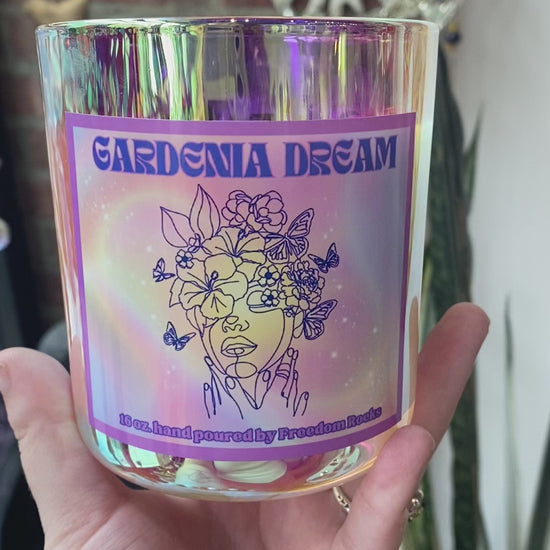 GARDENIA DREAM
16 oz. hand poured by Freedom Rocks